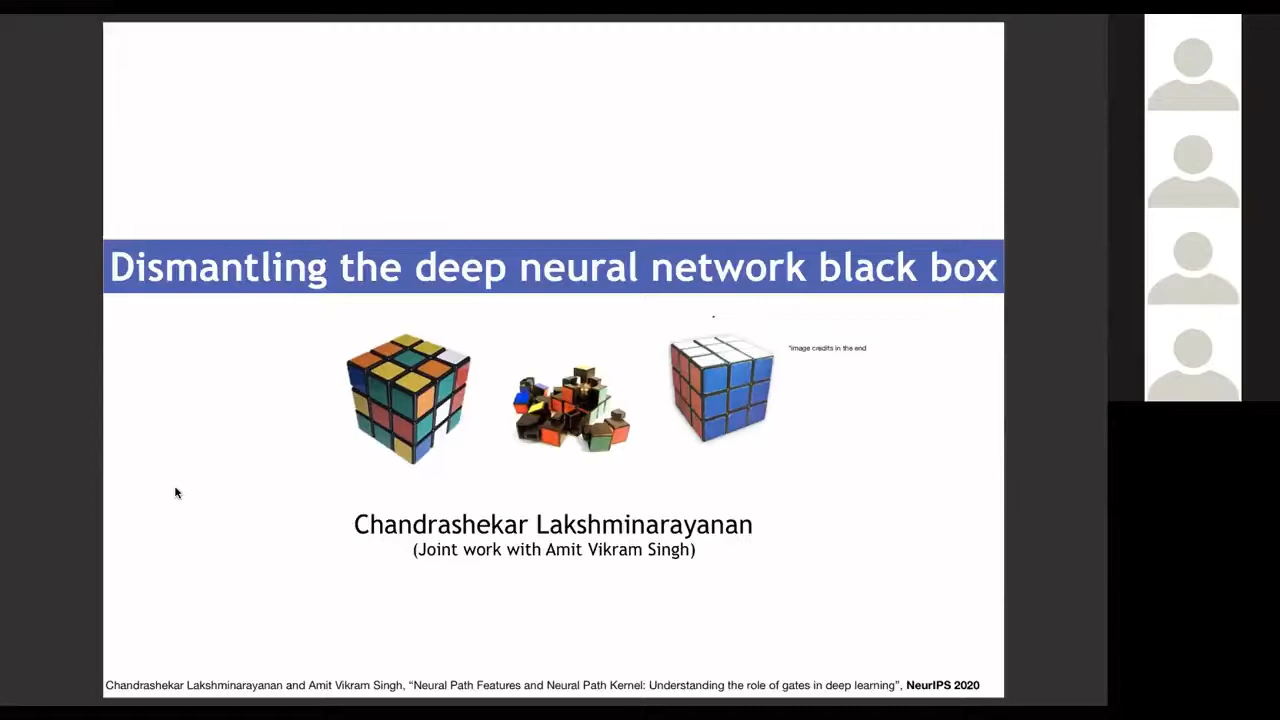 Dismantling the deep neural network black box
*image credits in the end
Chandrashekar Lakshminarayanan
(Joint work with Amit Vikram Singh)
Chandrashekar Lakshminarayanan and Amit Vikram Singh, “Neural Path Features and Neural Path Kernel: Understanding the role of gates in deep learning”, NeurIPS 2020